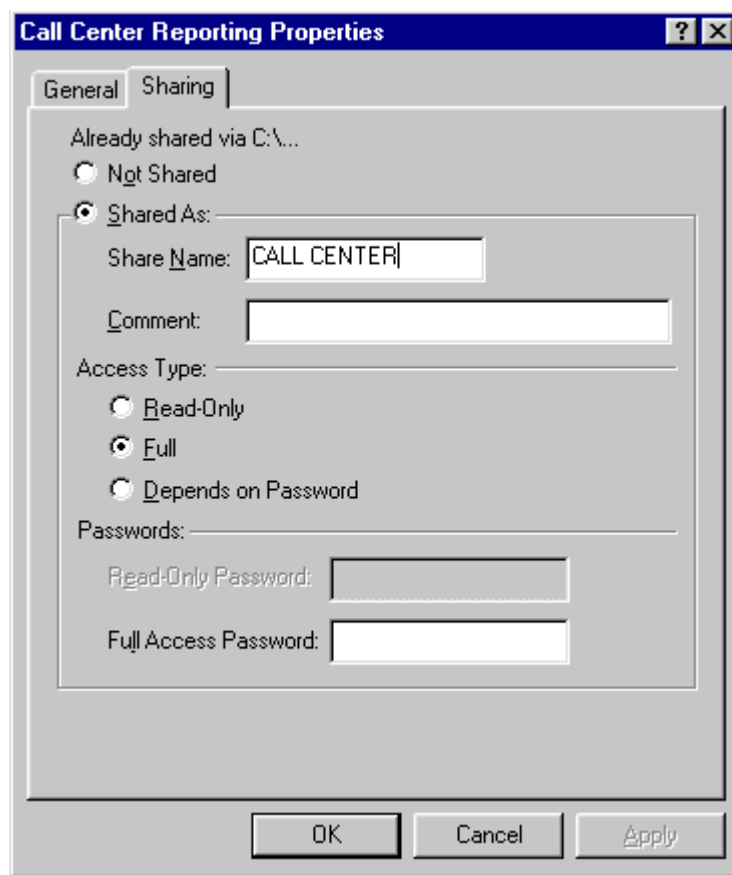 Call Center Reporting Properties
General Sharing
Already shared via C:\...
Not Shared
Shared As:
Share Name: CALL CENTER
Comment:
Access Type:
Read-Only
Full
Depends on Password
Passwords:
Read-Only Password:
Full Access Password:
OK Cancel Apply